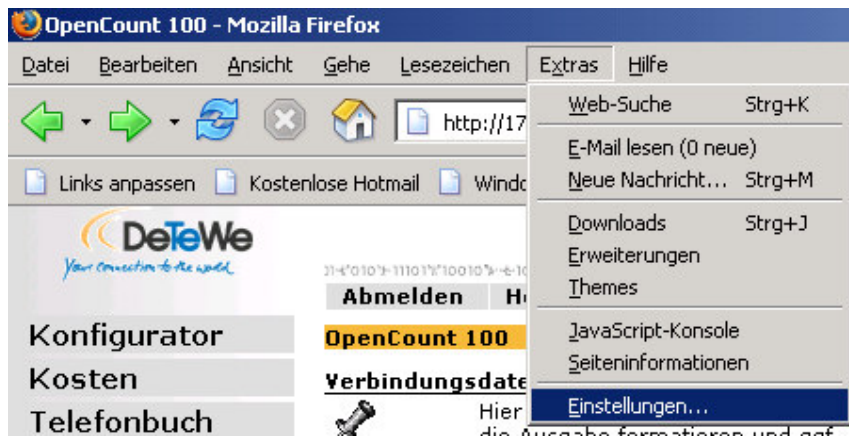 OpenCount 100 - Mozilla Firefox
Datei Bearbeiten Ansicht Gehe Lesezeichen Extras Hilfe
http://17
Links anpassen Kostenlose Hotmail
DeTeWe
Your connection to the world
Abmelden
Konfigurator
Kosten
Telefonbuch
OpenCount 100
Hier
die Ausgabe formatieren und ggf.
Web-Suche Strg+K
E-Mail lesen (0 neue)
Neue Nachricht... Strg+M
Downloads Strg+J
Erweiterungen
Themes
JavaScript-Konsole
Seiteninformationen
Einstellungen...